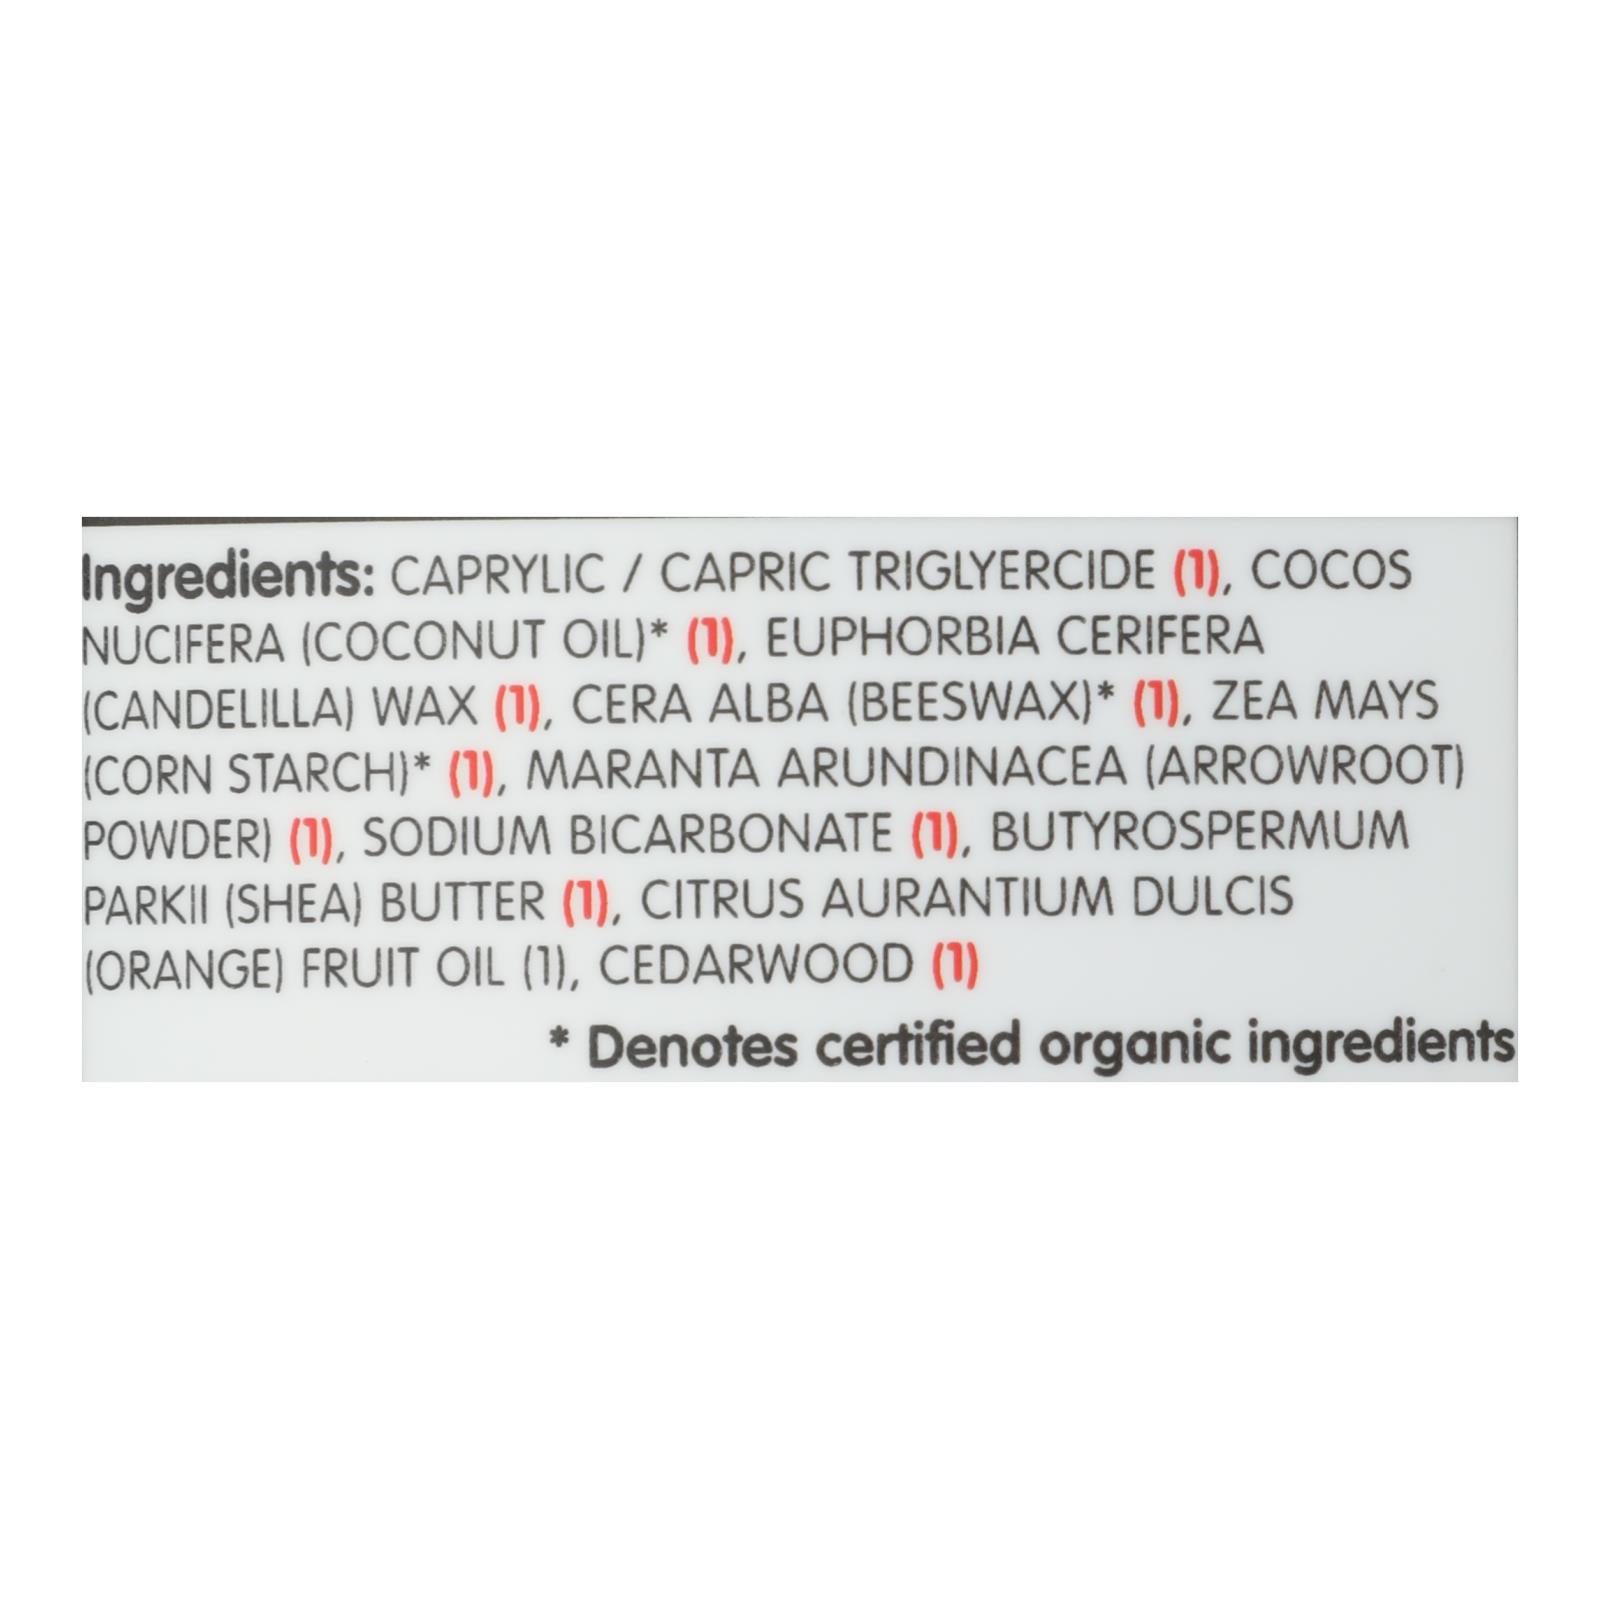 Ingredients: CAPRYLIC / CAPRIC TRIGLYERCIDE (1), COCOS
NUCIFERA (COCONUT OIL)* (1), EUPHORBIA CERIFERA
(CANDELILLA) WAX (1), CERA ALBA (BEESWAX)* (1), ZEA MAYS
(CORN STARCH)* (1), MARANTA ARUNDINACEA (ARROWROOT)
POWDER) (1), SODIUM BICARBONATE (1), BUTYROSPERMUM
PARKII (SHEA) BUTTER (1), CITRUS AURANTIUM DULCIS
(ORANGE) FRUIT OIL (1), CEDARWOOD (1)
* Denotes certified organic ingredients